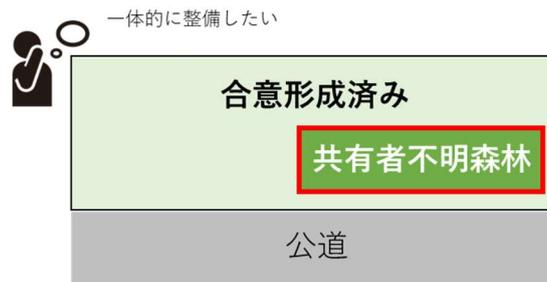 一体的に整備したい
合意形成済み
共有者不明森林
公道